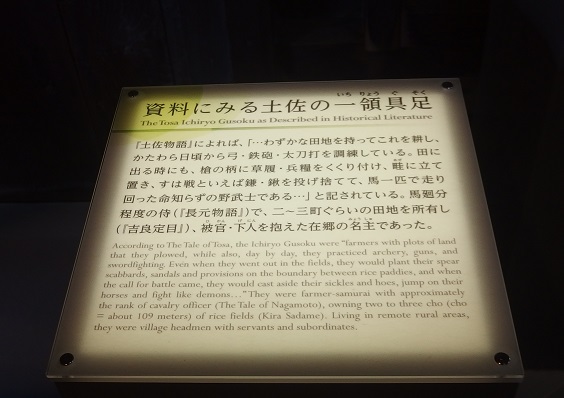 いち りょう ぐ そく
資料にみる土佐の一領具足
The Tosa Ichiryo Gusoku as Described in Historical Literature
『土佐物語』によれば、「…わずかな田地を持ってこれを耕し、
かたわら日頃から弓・鉄砲・太刀打を調練している。田に
出る時にも、槍の柄に草履・兵糧をくくり付け、畦に立て
置き、すは戦といえば鎌・鍬を投げ捨てて、馬一匹で走り
回った命知らずの野武士である…」と記されている。馬廻分
程度の侍(『長元物語』)で、二〜三町ぐらいの田地を所有し
(『吉良定目』)、被官・下人を抱えた在郷の名主であった。
According to The Tale of Tosa, the Ichiryo Gusoku were "farmers with plots of land
that they plowed, while also, day by day, they practiced archery, guns, and
swordfighting. Even when they went out in the fields, they would plant their spear
scabbards, sandals and provisions on the boundary between rice paddies, and when
the call for battle came, they would cast aside their sickles and hoes, jump on their
horses and fight like demons…" They were farmer-samurai with approximately
the rank of cavalry officer (The Tale of Nagamoto), owning two to three cho (cho
= about 109 meters) of rice fields (Kira Sadame). Living in remote rural areas,
they were village headmen with servants and subordinates.